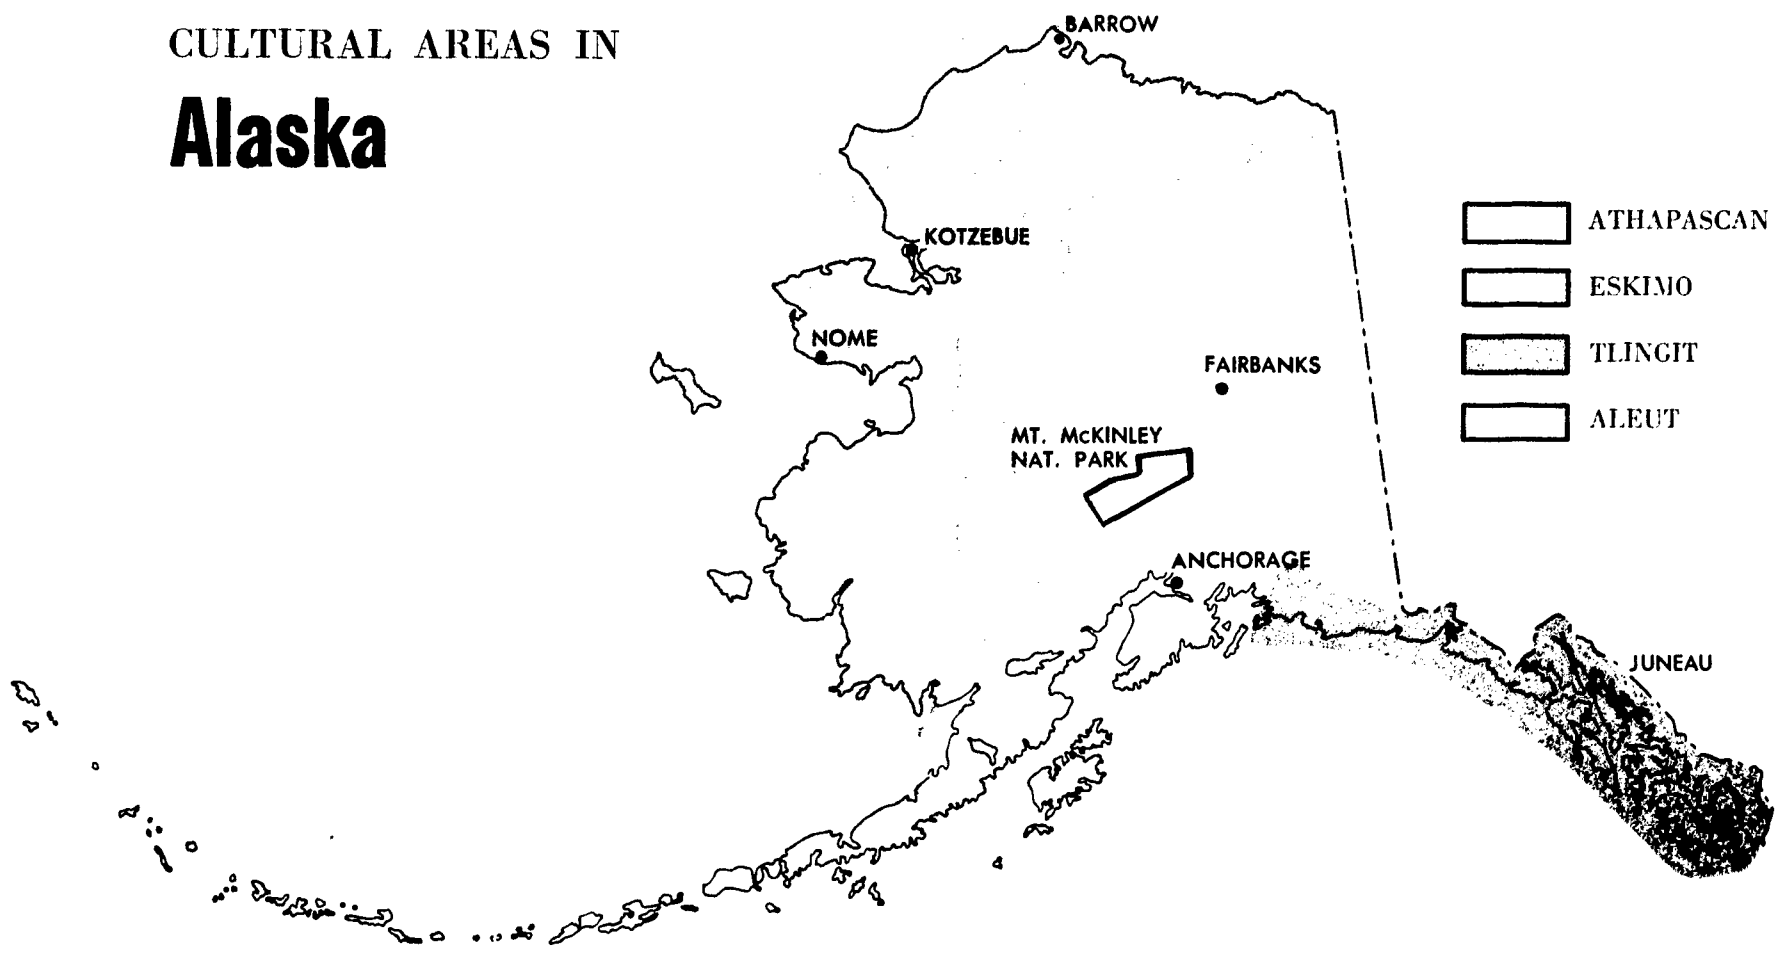 CULTURAL AREAS IN
Alaska
BARROW
KOTZEBUE
NOME
FAIRBANKS
MT. McKINLEY
NAT. PARK
ANCHORAGE
JUNEAU
ATHAPASCAN
ESKIMO
TLINGIT
ALEUT